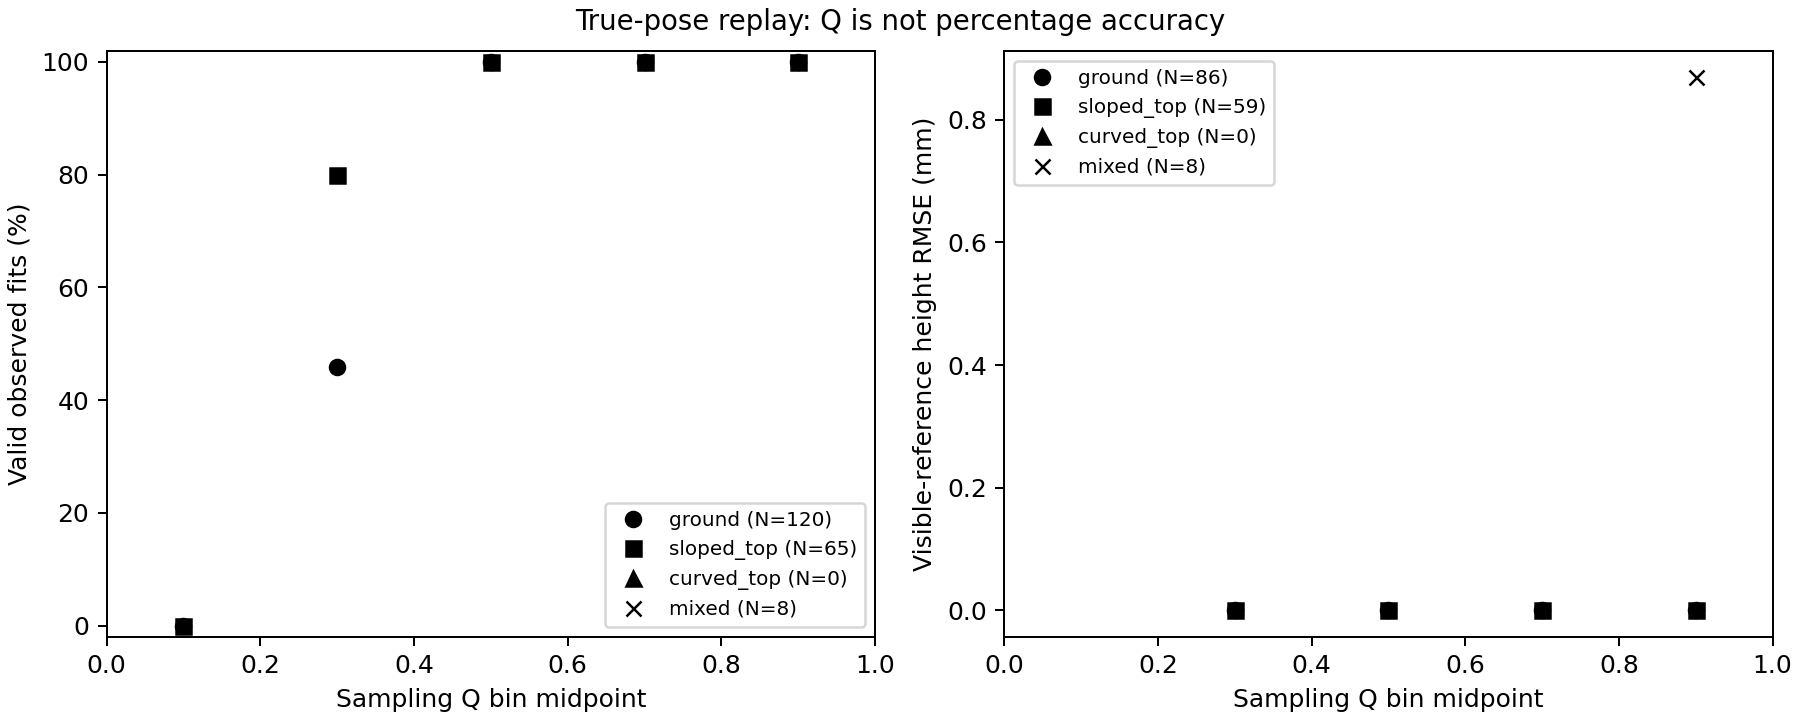 True-pose replay: Q is not percentage accuracy
Valid observed fits (%)
100
80
60
40
20
0
ground (N=120)
sloped_top (N=65)
curved_top (N=0)
mixed (N=8)
0.0
0.2
0.4
0.6
0.8
1.0
Sampling Q bin midpoint
Visible-reference height RMSE (mm)
0.8
0.6
0.4
0.2
0.0
ground (N=86)
sloped_top (N=59)
curved_top (N=0)
mixed (N=8)
0.0
0.2
0.4
0.6
0.8
1.0
Sampling Q bin midpoint